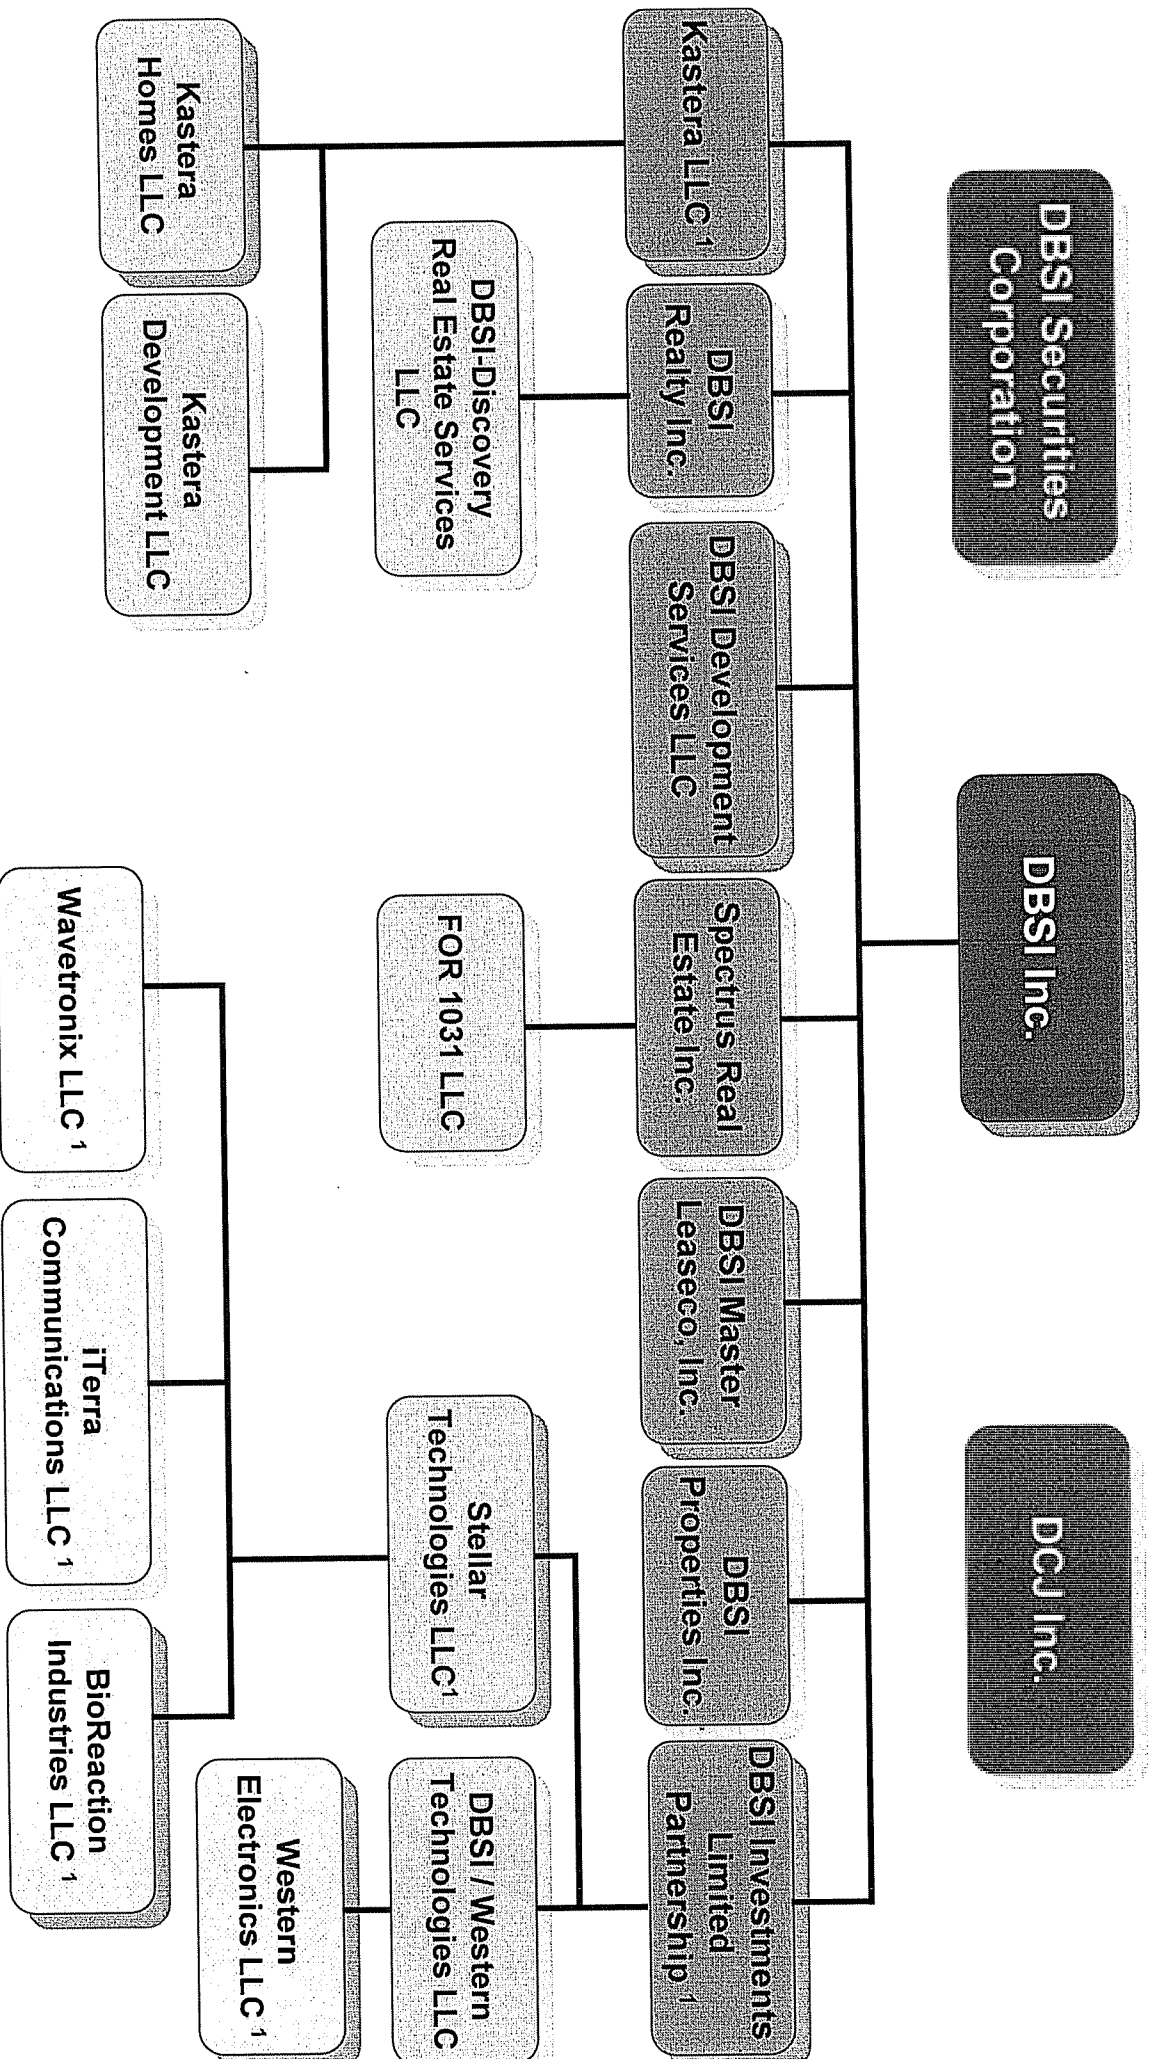 DBSI Securities
Corporation
DBSI Inc.
DCJ Inc.
Kastera LLC ¹
DBSI
Realty Inc.
DBSI Development
Services LLC
Spectrus Real
Estate Inc.
DBSI Master
Leaseco, Inc.
DBSI
Properties Inc.
DBSI Investments
Limited
Partnership ¹
DBSI-Discovery
Real Estate Services
LLC
FOR 1031 LLC
Stellar
Technologies LLC¹
DBSI / Western
Technologies LLC
Kastera
Homes LLC
Kastera
Development LLC
Western
Electronics LLC ¹
Wavetronix LLC ¹
iTerra
Communications LLC ¹
BioReaction
Industries LLC ¹